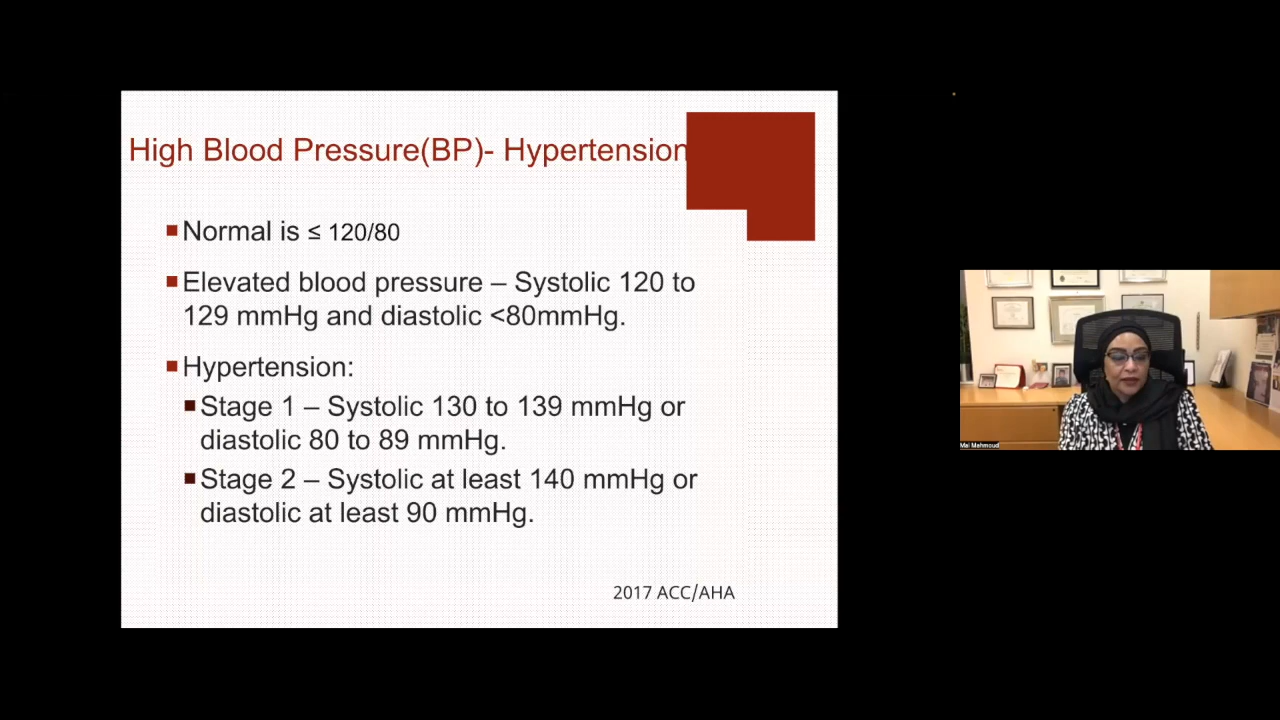 High Blood Pressure(BP)- Hypertension
Normal is ≤ 120/80
Elevated blood pressure – Systolic 120 to
129 mmHg and diastolic <80mmHg.
Hypertension:
Stage 1 – Systolic 130 to 139 mmHg or
diastolic 80 to 89 mmHg.
Stage 2 – Systolic at least 140 mmHg or
diastolic at least 90 mmHg.
2017 ACC/AHA
Mai Mahmoud